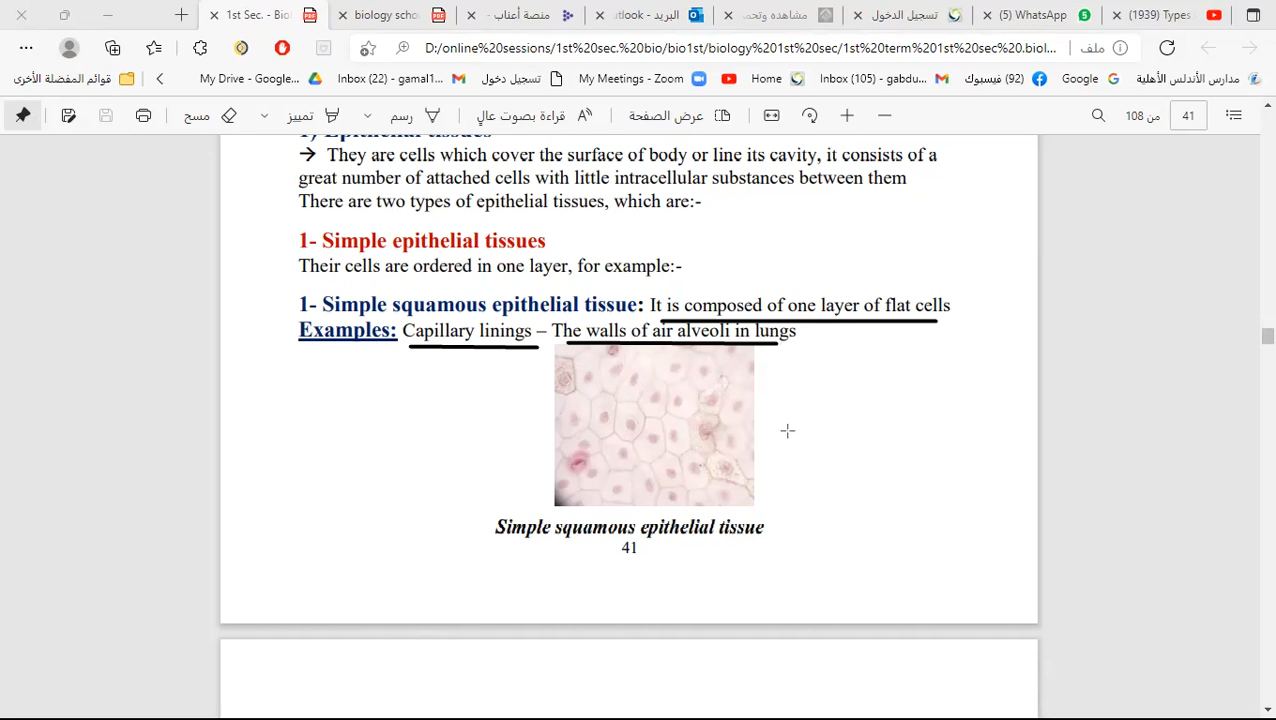 1st Sec. - Bio
biology scho
منصة أعناب -
البريد - utlook
مشاهده وتحم
تسجيل الدخول
(5) WhatsApp
(1939) Types
D:/online%20sessions/1st%20sec.%20bio/bio1st/biology%201st%20sec/1st%20term%201st%20sec%20.biol...
ملف
قوائم المفضلة الأخرى
My Drive - Google...
Inbox (22) - gamal1...
تسجيل دخول
My Meetings - Zoom
Home
Inbox (105) - gabdu...
(92) فيسبوك
Google
مدارس الأندلس الأهلية
مسح
تمييز
رسم
قراءة بصوت عالٍ
عرض الصفحة
108 من
41
1) Epithelial tissues
→ They are cells which cover the surface of body or line its cavity, it consists of a
great number of attached cells with little intracellular substances between them
There are two types of epithelial tissues, which are:-
1- Simple epithelial tissues
Their cells are ordered in one layer, for example:-
1- Simple squamous epithelial tissue: It is composed of one layer of flat cells
Examples: Capillary linings – The walls of air alveoli in lungs
Simple squamous epithelial tissue
41